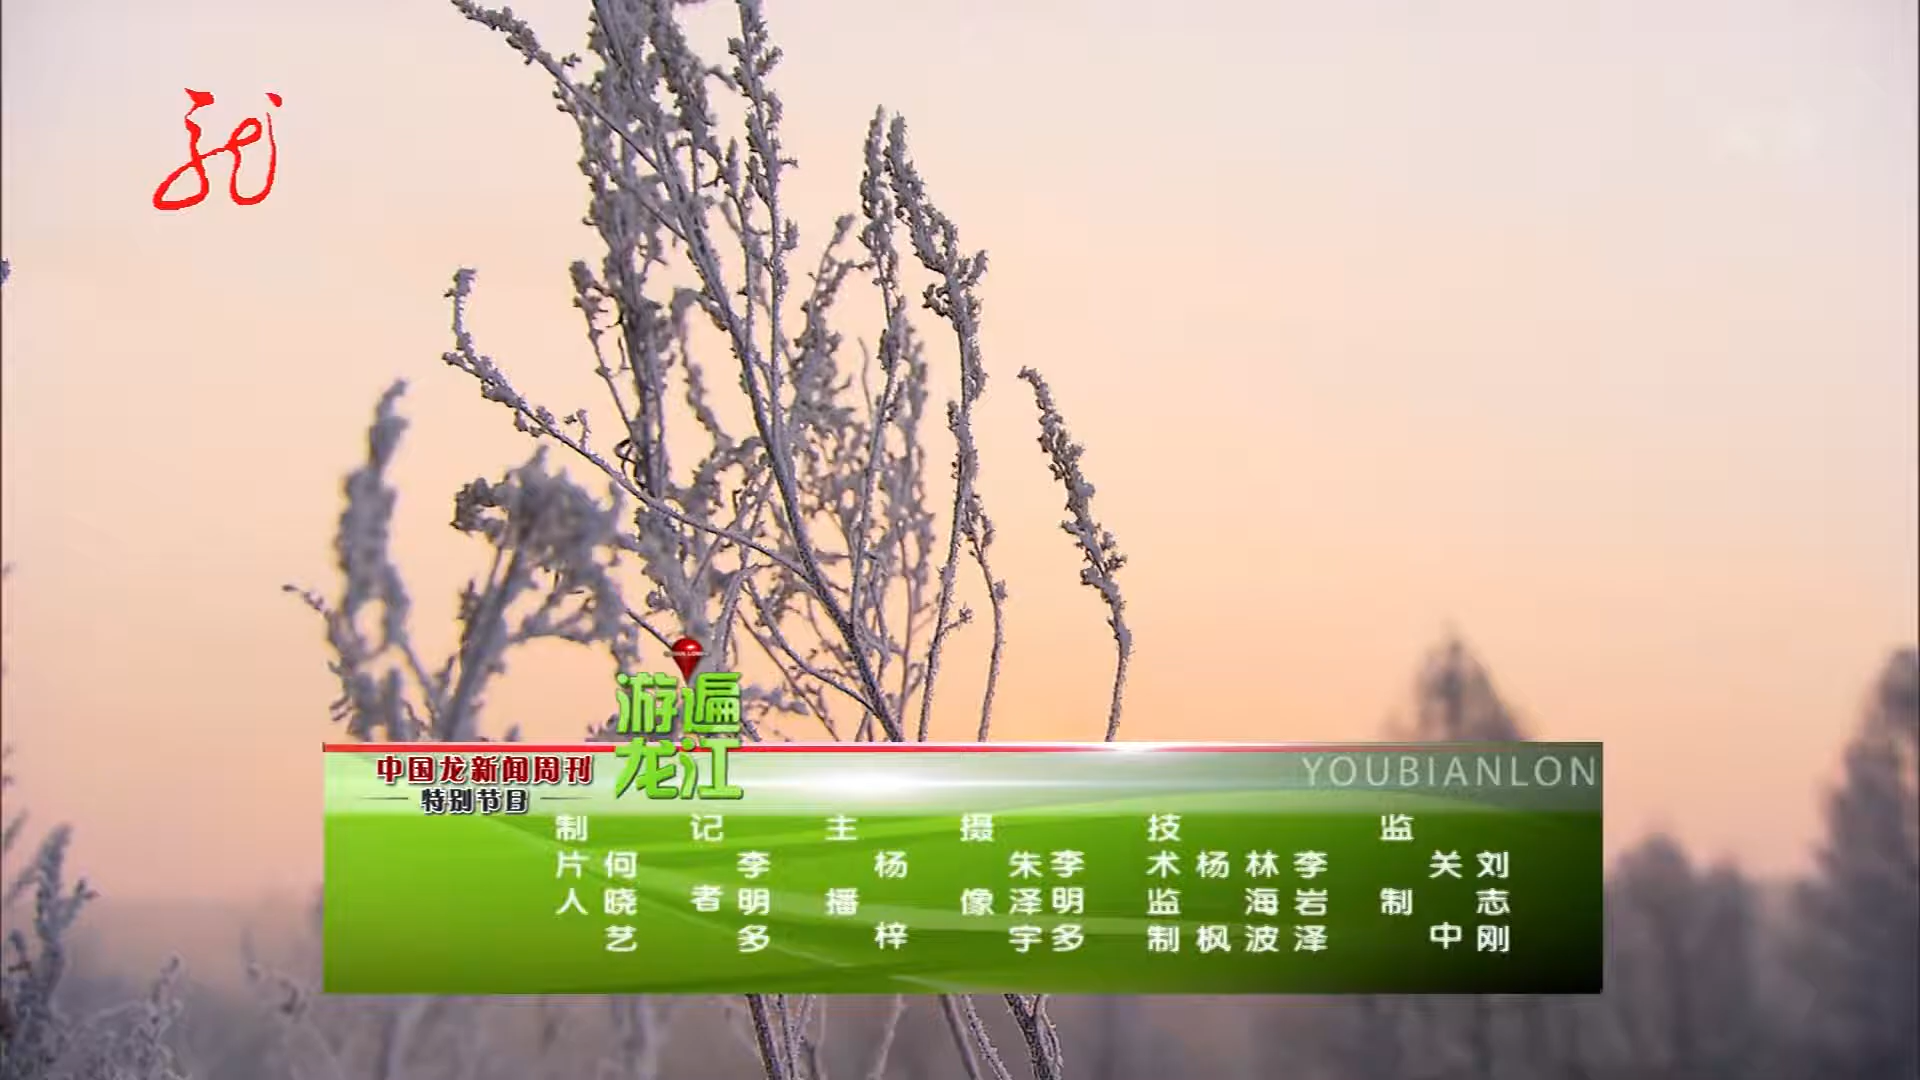 龙
游遍
龙江
中国龙新闻周刊
特别节目
YOUBIANLON
制片人
何晓艺
记者
李明多
主播
杨梓
摄像
朱泽宇
李明多
技术监制
杨枫
林海波
李岩泽
监制
关中
刘志刚